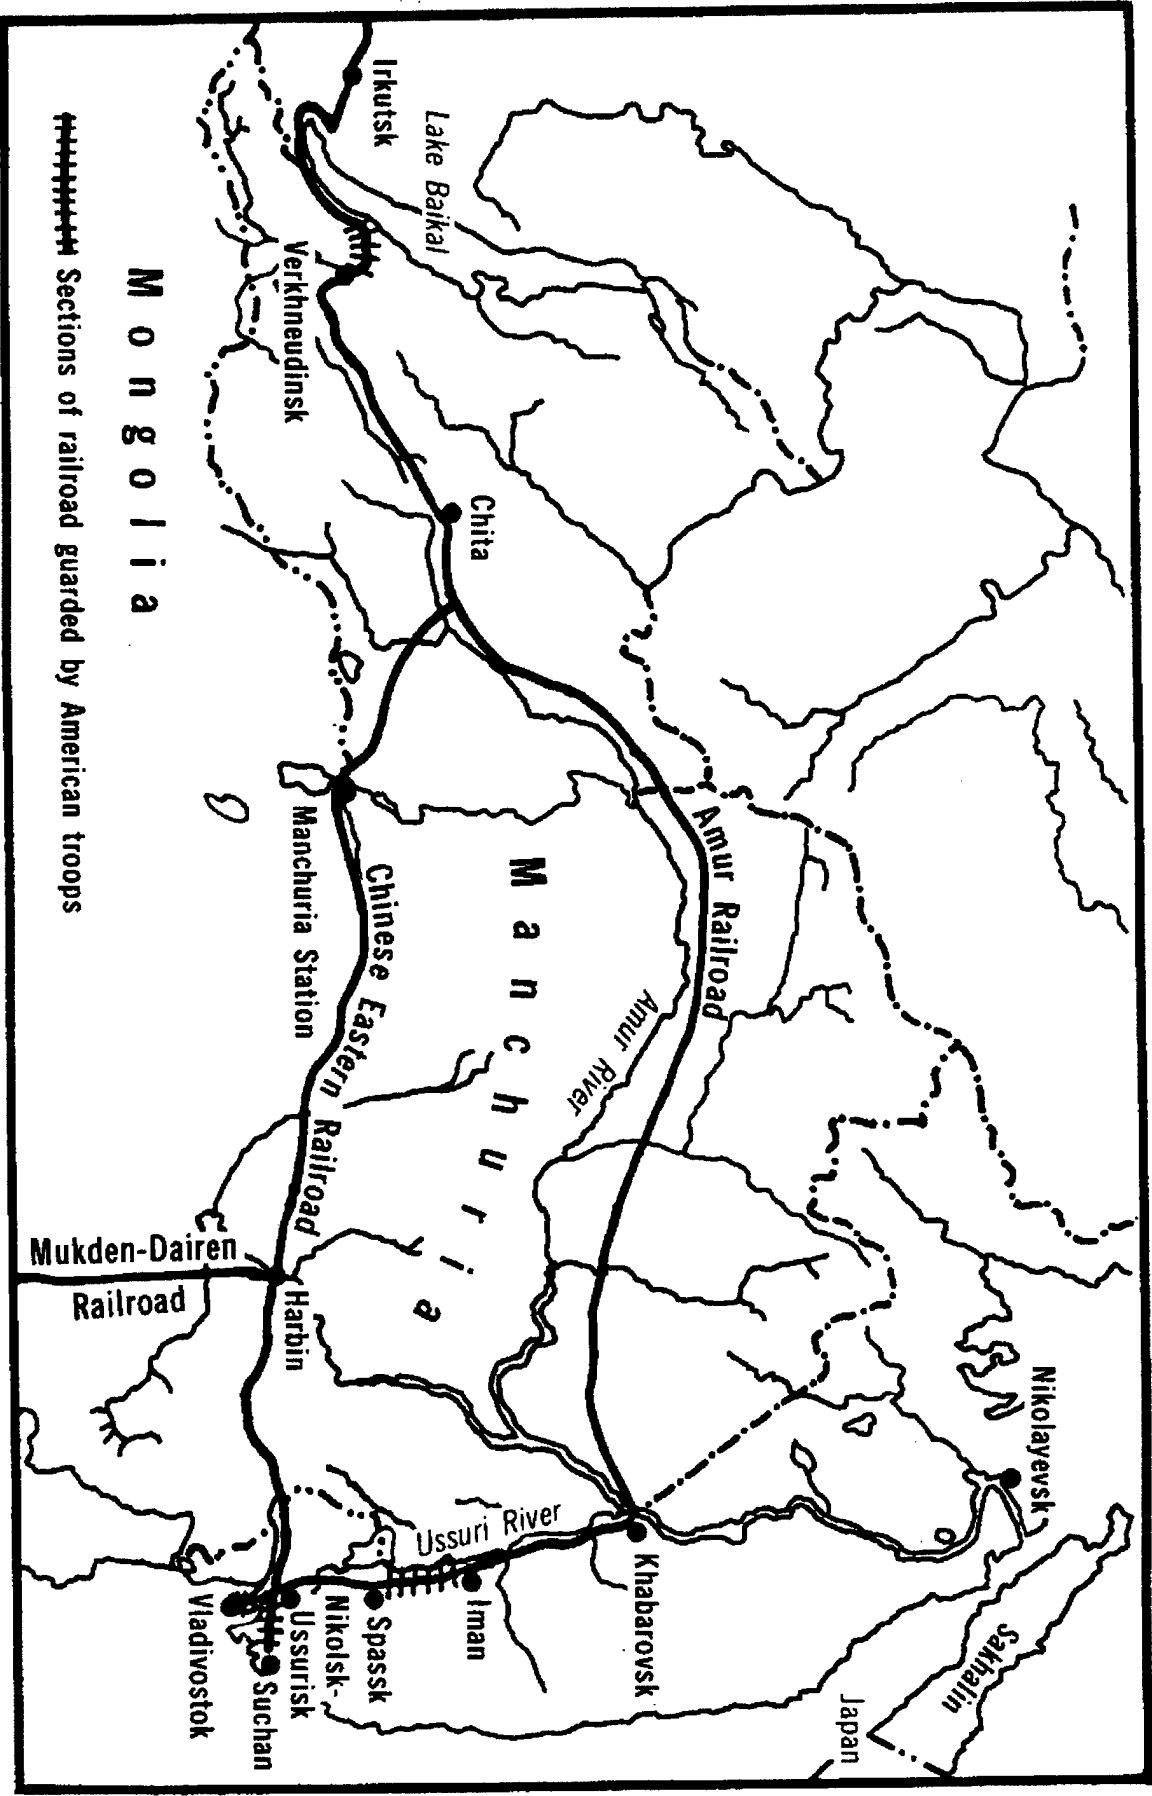 Irkutsk
Lake Baikal
Verkhneudinsk
Chita
Mongolia
Manchuria Station
Manchuria
Amur Railroad
Amur River
Chinese Eastern Railroad
Mukden-Dairen
Railroad
Harbin
Nikolayevsk
Sakhalin
Japan
Khabarovsk
Ussuri River
Iman
Spassk
Nikolsk-
Ussurisk
Suchan
Vladivostok
Sections of railroad guarded by American troops